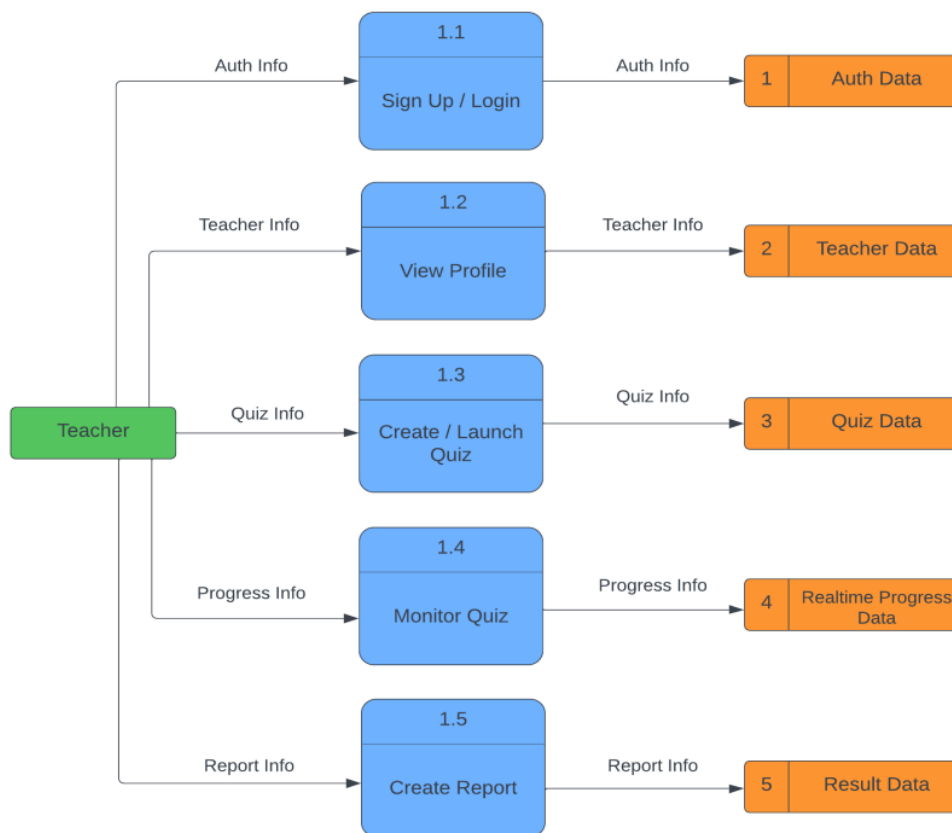 1.1
Auth Info
Sign Up / Login
Auth Info
1
Auth Data
1.2
Teacher Info
View Profile
Teacher Info
2
Teacher Data
1.3
Teacher
Quiz Info
Create / Launch
Quiz
Quiz Info
3
Quiz Data
1.4
Progress Info
Monitor Quiz
Progress Info
4
Realtime Progress
Data
1.5
Report Info
Create Report
Report Info
5
Result Data